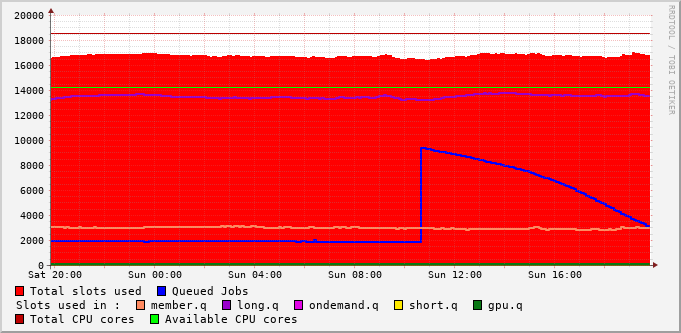 RRDTOOL / TOBI OETIKER
20000
18000
16000
14000
12000
10000
8000
6000
4000
2000
0
Sat 20:00 Sun 00:00 Sun 04:00 Sun 08:00 Sun 12:00 Sun 16:00
Total slots used Queued Jobs
Slots used in : member.q long.q ondemand.q short.q gpu.q
Total CPU cores Available CPU cores